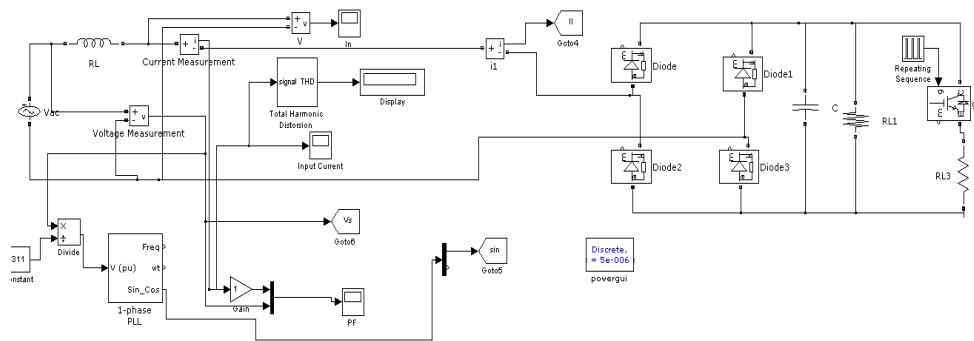 +
-
v
V
In
RL
+
i
-
Current Measurement
+
i
-
i1
Il
Goto4
Diode
Diode1
Repeating
Sequence
g
C
m
E
signal THD
Total Harmonic
Distorsion
Display
Vac
+
-
v
Voltage Measurement
Input Current
C
RL1
m
Diode2
m
Diode3
RL3
Vs
Goto6
×
÷
Divide
311
onstant
V (pu)
Freq
wt
Sin_Cos
1-phase
PLL
1
Gain
PF
sin
Goto5
Discrete,
= 5e-006
powergui